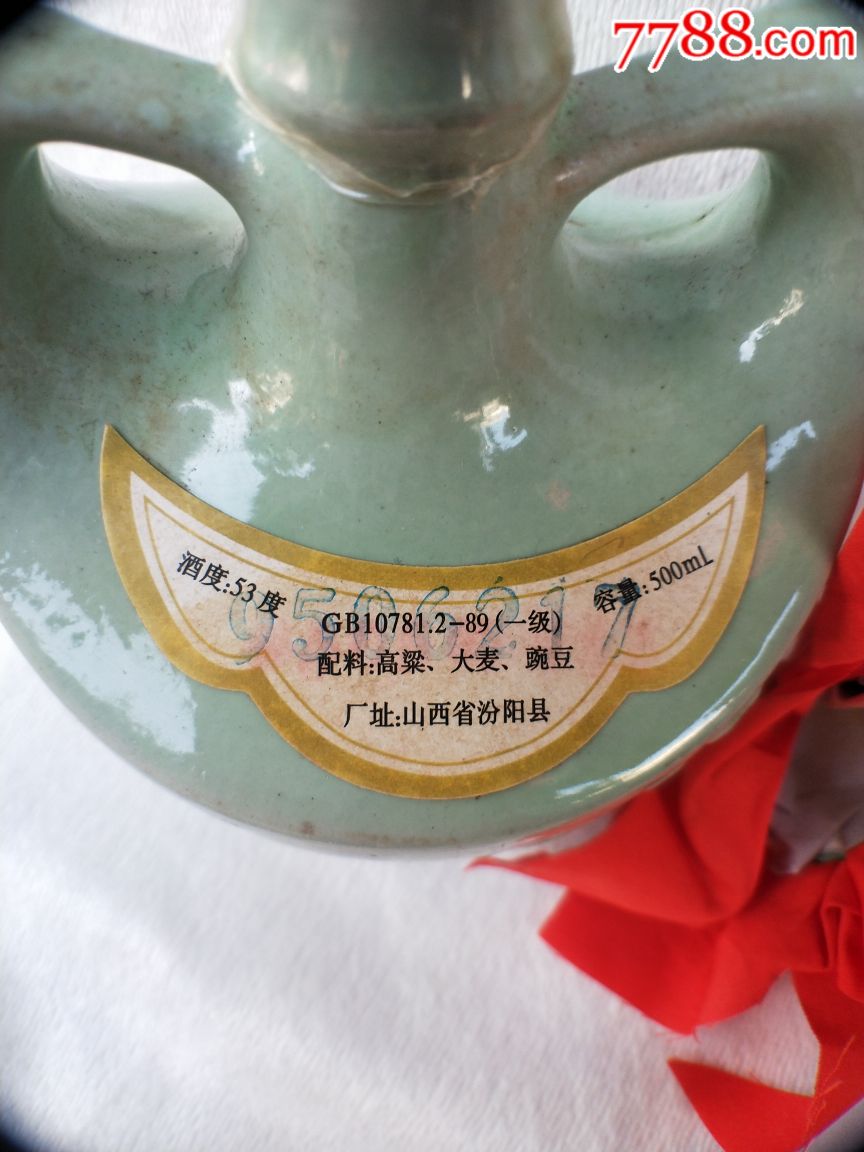 7788.com
酒度:53度
容量:500mL
9506217
GB10781.2-89(一级)
配料:高粱、大麦、豌豆
厂址:山西省汾阳县